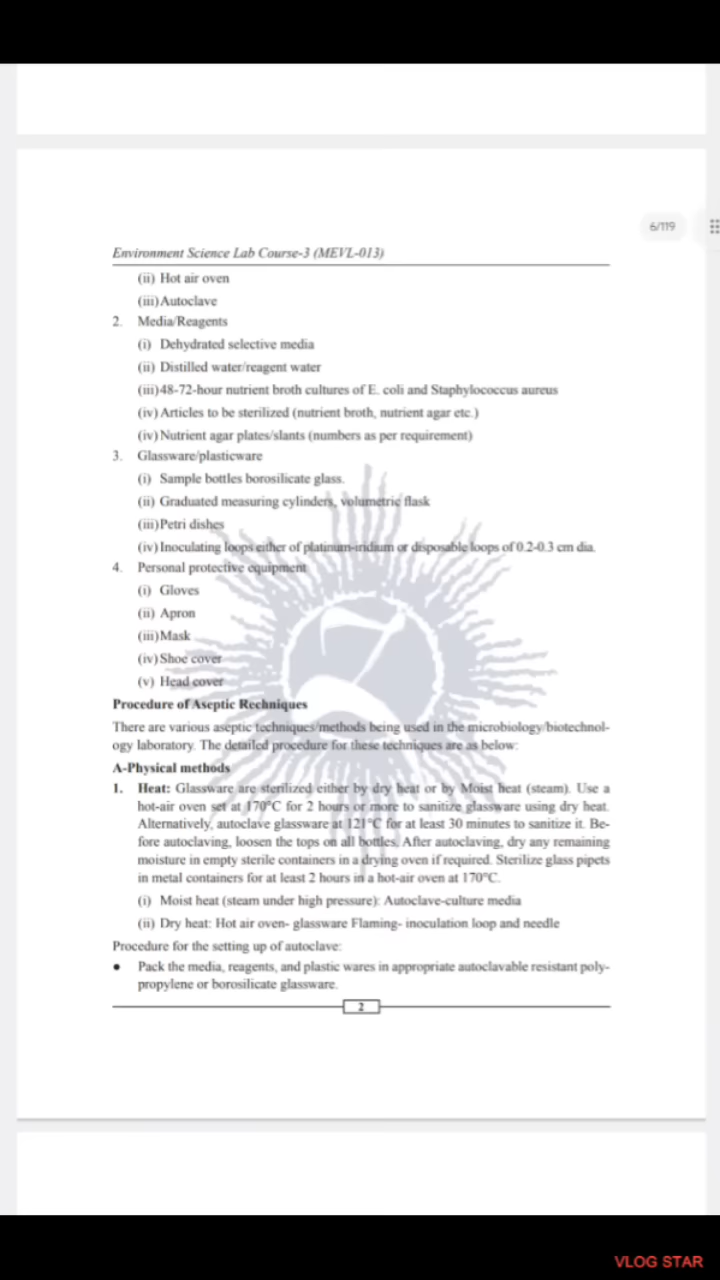 6/119
Environment Science Lab Course-3 (MEVL-013)
(ii) Hot air oven
(iii) Autoclave
2. Media/Reagents
(i) Dehydrated selective media
(ii) Distilled water/reagent water
(iii) 48-72-hour nutrient broth cultures of E. coli and Staphylococcus aureus
(iv) Articles to be sterilized (nutrient broth, nutrient agar etc.)
(iv) Nutrient agar plates/slants (numbers as per requirement)
3. Glassware/plasticware
(i) Sample bottles borosilicate glass.
(ii) Graduated measuring cylinders, volumetric flask
(iii) Petri dishes
(iv) Inoculating loops either of platinum-iridium or disposable loops of 0.2-0.3 cm dia.
4. Personal protective equipment
(i) Gloves
(ii) Apron
(iii) Mask
(iv) Shoe cover
(v) Head cover
Procedure of Aseptic Rechniques
There are various aseptic techniques/methods being used in the microbiology/biotechnol-
ogy laboratory. The detailed procedure for these techniques are as below:
A-Physical methods
1. Heat: Glassware are sterilized either by dry heat or by Moist heat (steam). Use a
hot-air oven set at 170°C for 2 hours or more to sanitize glassware using dry heat.
Alternatively, autoclave glassware at 121°C for at least 30 minutes to sanitize it. Be-
fore autoclaving, loosen the tops on all bottles. After autoclaving, dry any remaining
moisture in empty sterile containers in a drying oven if required. Sterilize glass pipets
in metal containers for at least 2 hours in a hot-air oven at 170°C.
(i) Moist heat (steam under high pressure): Autoclave-culture media
(ii) Dry heat: Hot air oven- glassware Flaming- inoculation loop and needle
Procedure for the setting up of autoclave:
• Pack the media, reagents, and plastic wares in appropriate autoclavable resistant poly-
propylene or borosilicate glassware.
2
VLOG STAR